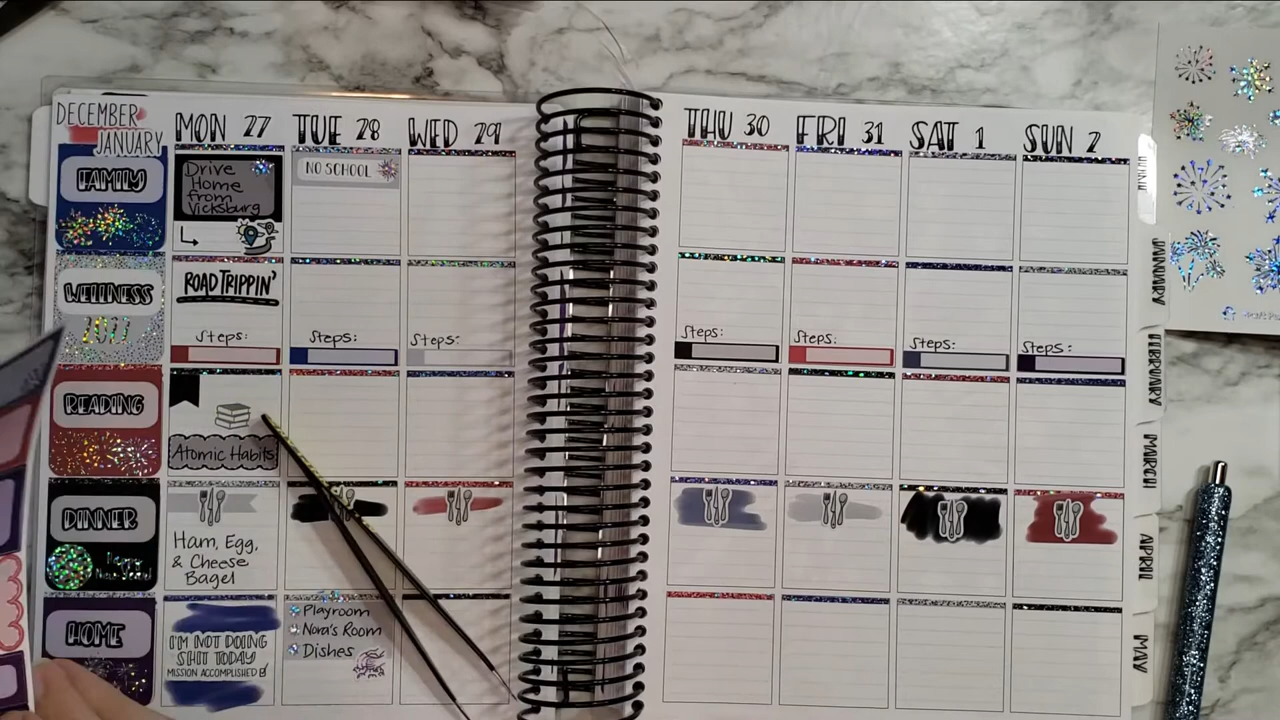 DECEMBER
JANUARY
MON 27
TUE 28
WED 29
THU 30
FRI 31
SAT 1
SUN 2
FAMILY
Drive
Home
from
Vicksburg
NO SCHOOL
WELLNESS
ROAD TRIPPIN'
Steps:
Steps:
Steps:
Steps:
Steps:
Steps:
Steps:
READING
Atomic Habits
DINNER
Happy
New Year!
Ham, Egg,
& Cheese
Bagel
HOME
I'M NOT DOING
SHIT TODAY
MISSION ACCOMPLISHED
Playroom
Nora's Room
Dishes
JANUARY
FEBRUARY
MARCH
APRIL
MAY